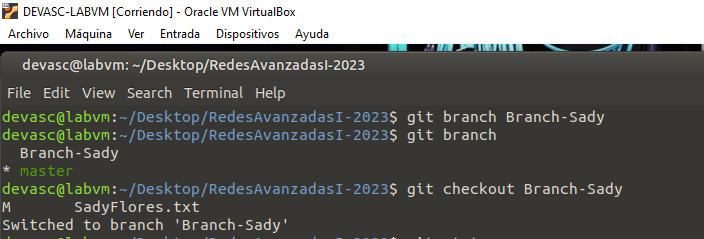 DEVASC-LABVM [Corriendo] - Oracle VM VirtualBox
Archivo Máquina Ver Entrada Dispositivos Ayuda
devasc@labvm: ~/Desktop/RedesAvanzadasI-2023
File Edit View Search Terminal Help
devasc@labvm:~/Desktop/RedesAvanzadasI-2023$ git branch Branch-Sady
devasc@labvm:~/Desktop/RedesAvanzadasI-2023$ git branch
  Branch-Sady
* master
devasc@labvm:~/Desktop/RedesAvanzadasI-2023$ git checkout Branch-Sady
M       SadyFlores.txt
Switched to branch 'Branch-Sady'